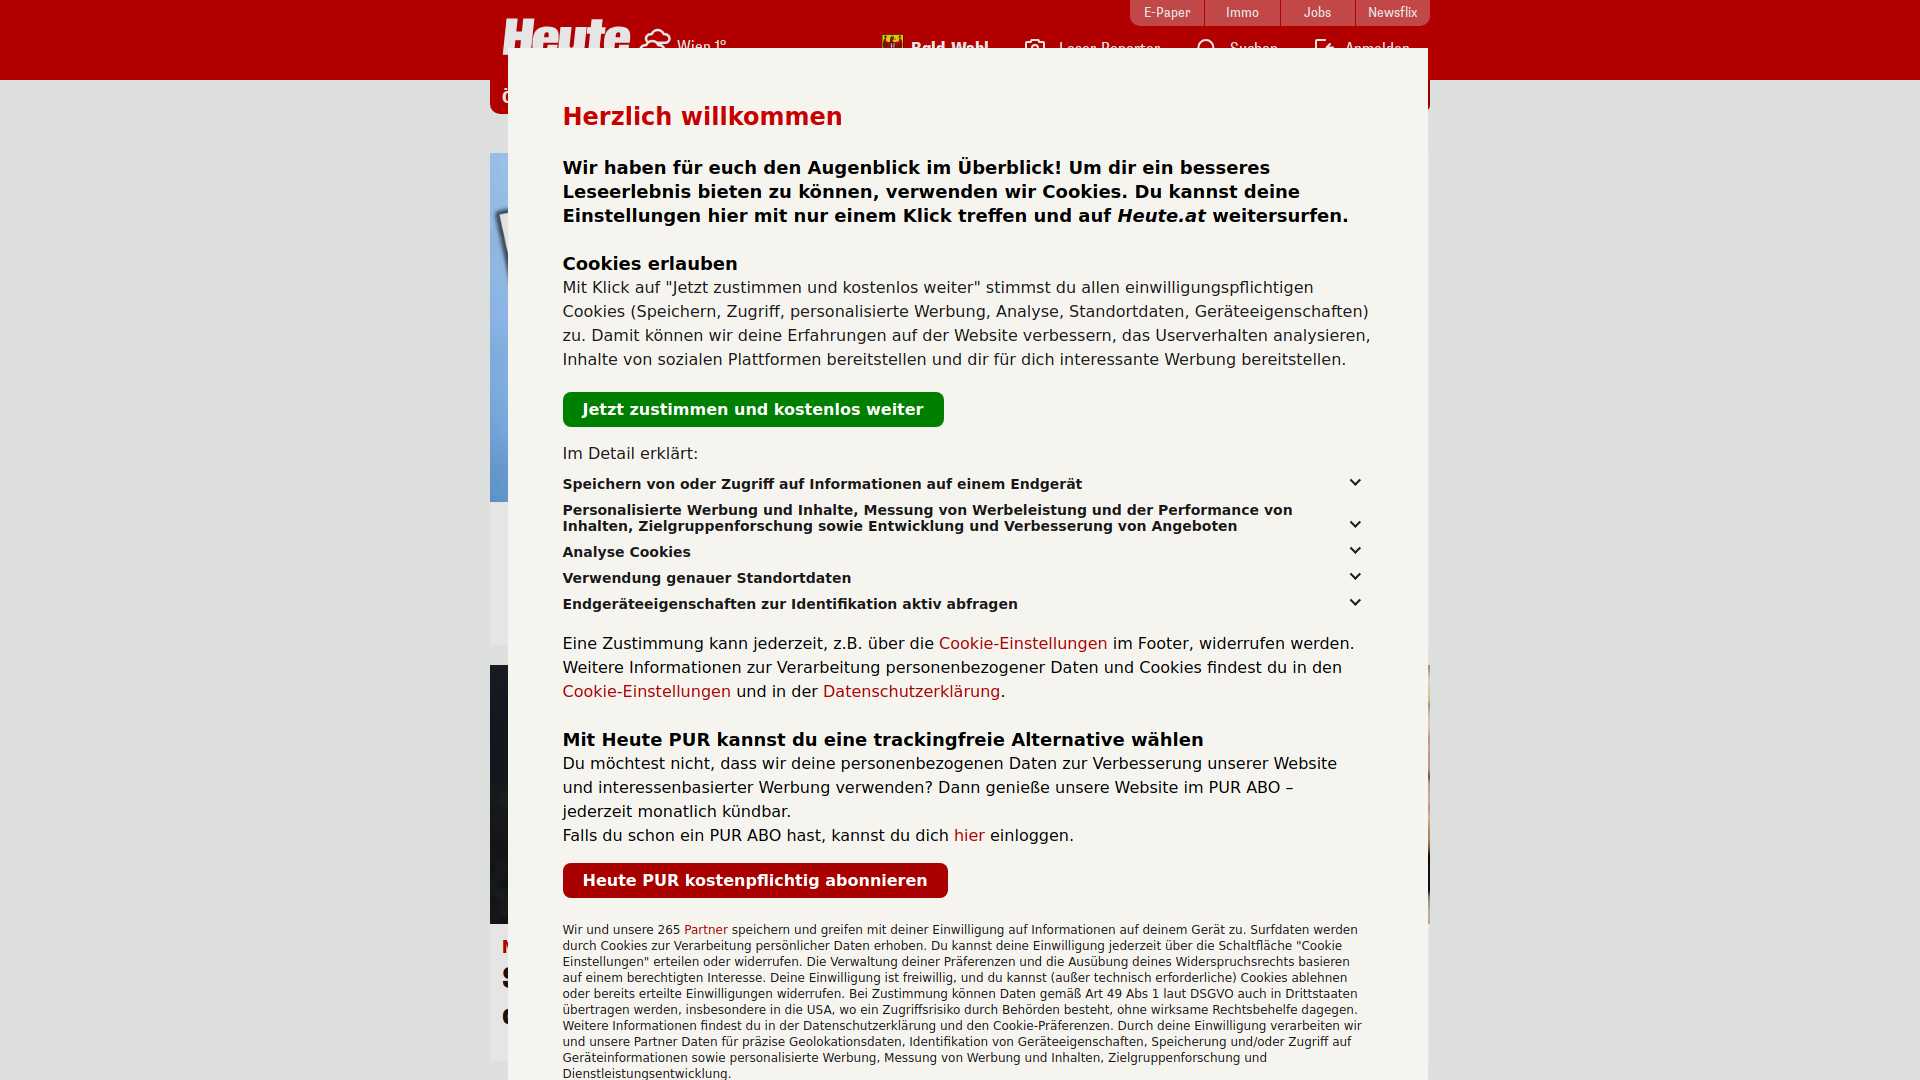 E-Paper
Immo
Jobs
Newsflix
Heute
Wien 1°
Bgld-Wahl
Leser-Reporter
Suchen
Anmelden
Herzlich willkommen
Wir haben für euch den Augenblick im Überblick! Um dir ein besseres
Leseerlebnis bieten zu können, verwenden wir Cookies. Du kannst deine
Einstellungen hier mit nur einem Klick treffen und auf Heute.at weitersurfen.
Cookies erlauben
Mit Klick auf "Jetzt zustimmen und kostenlos weiter" stimmst du allen einwilligungspflichtigen
Cookies (Speichern, Zugriff, personalisierte Werbung, Analyse, Standortdaten, Geräteeigenschaften)
zu. Damit können wir deine Erfahrungen auf der Website verbessern, das Userverhalten analysieren,
Inhalte von sozialen Plattformen bereitstellen und dir für dich interessante Werbung bereitstellen.
Jetzt zustimmen und kostenlos weiter
Im Detail erklärt:
Speichern von oder Zugriff auf Informationen auf einem Endgerät
Personalisierte Werbung und Inhalte, Messung von Werbeleistung und der Performance von
Inhalten, Zielgruppenforschung sowie Entwicklung und Verbesserung von Angeboten
Analyse Cookies
Verwendung genauer Standortdaten
Endgeräteeigenschaften zur Identifikation aktiv abfragen
Eine Zustimmung kann jederzeit, z.B. über die Cookie-Einstellungen im Footer, widerrufen werden.
Weitere Informationen zur Verarbeitung personenbezogener Daten und Cookies findest du in den
Cookie-Einstellungen und in der Datenschutzerklärung.
Mit Heute PUR kannst du eine trackingfreie Alternative wählen
Du möchtest nicht, dass wir deine personenbezogenen Daten zur Verbesserung unserer Website
und interessenbasierter Werbung verwenden? Dann genieße unsere Website im PUR ABO –
jederzeit monatlich kündbar.
Falls du schon ein PUR ABO hast, kannst du dich hier einloggen.
Heute PUR kostenpflichtig abonnieren
Wir und unsere 265 Partner speichern und greifen mit deiner Einwilligung auf Informationen auf deinem Gerät zu. Surfdaten werden
durch Cookies zur Verarbeitung persönlicher Daten erhoben. Du kannst deine Einwilligung jederzeit über die Schaltfläche "Cookie
Einstellungen" erteilen oder widerrufen. Die Verwaltung deiner Präferenzen und die Ausübung deines Widerspruchsrechts basieren
auf einem berechtigten Interesse. Deine Einwilligung ist freiwillig, und du kannst (außer technisch erforderliche) Cookies ablehnen
oder bereits erteilte Einwilligungen widerrufen. Bei Zustimmung können Daten gemäß Art 49 Abs 1 laut DSGVO auch in Drittstaaten
übertragen werden, insbesondere in die USA, wo ein Zugriffsrisiko durch Behörden besteht, ohne wirksame Rechtsbehelfe dagegen.
Weitere Informationen findest du in der Datenschutzerklärung und den Cookie-Präferenzen. Durch deine Einwilligung verarbeiten wir
und unsere Partner Daten für präzise Geolokationsdaten, Identifikation von Geräteeigenschaften, Speicherung und/oder Zugriff auf
Geräteinformationen sowie personalisierte Werbung, Messung von Werbung und Inhalten, Zielgruppenforschung und
Dienstleistungsentwicklung.